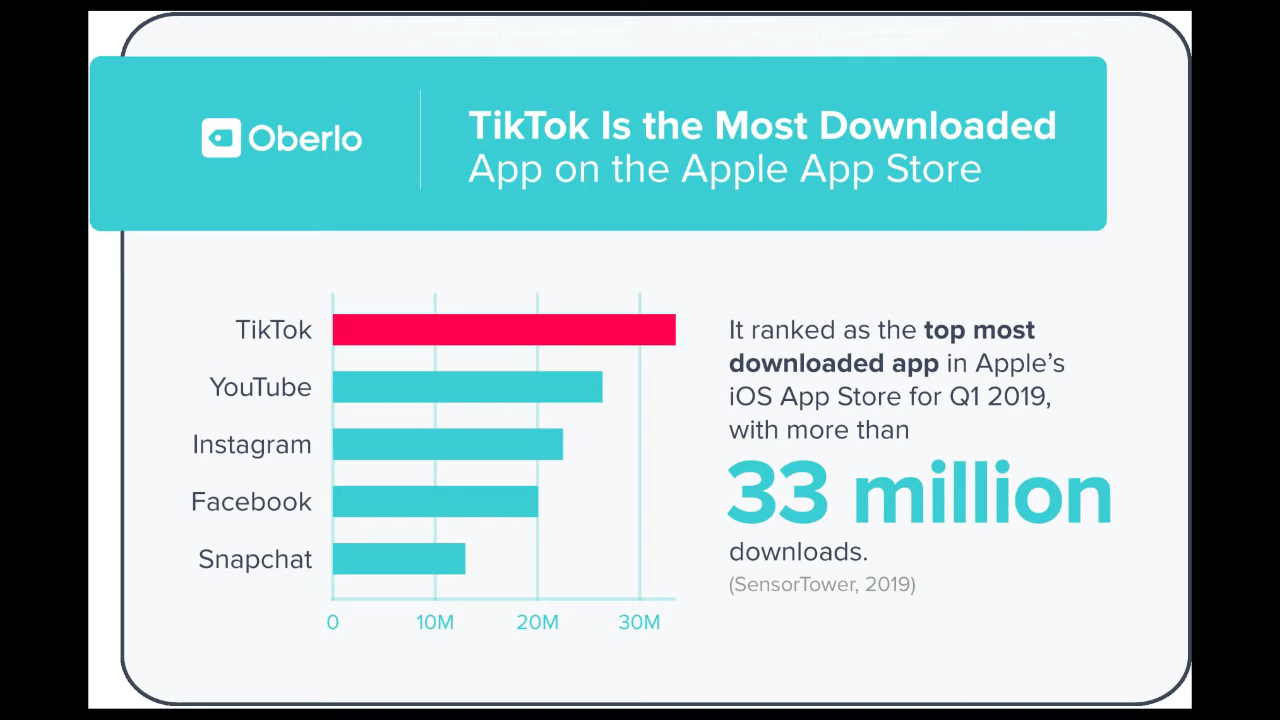 Oberlo
TikTok Is the Most Downloaded
App on the Apple App Store
TikTok
YouTube
Instagram
Facebook
Snapchat
0 10M 20M 30M
It ranked as the top most
downloaded app in Apple’s
iOS App Store for Q1 2019,
with more than
33 million
downloads.
(SensorTower, 2019)